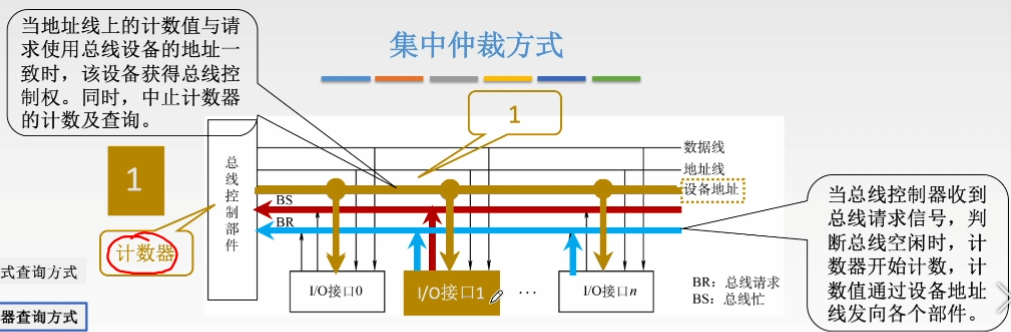 当地址线上的计数值与请
求使用总线设备的地址一
致时，该设备获得总线控
制权。同时，中止计数器
的计数及查询。
集中仲裁方式
1
1
总线控制部件
数据线
地址线
设备地址
BS
BR
计数器
式查询方式
器查询方式
I/O接口0
I/O接口1
···
I/O接口n
BR：总线请求
BS：总线忙
当总线控制器收到
总线请求信号，判
断总线空闲时，计
数器开始计数，计
数值通过设备地址
线发向各个部件。